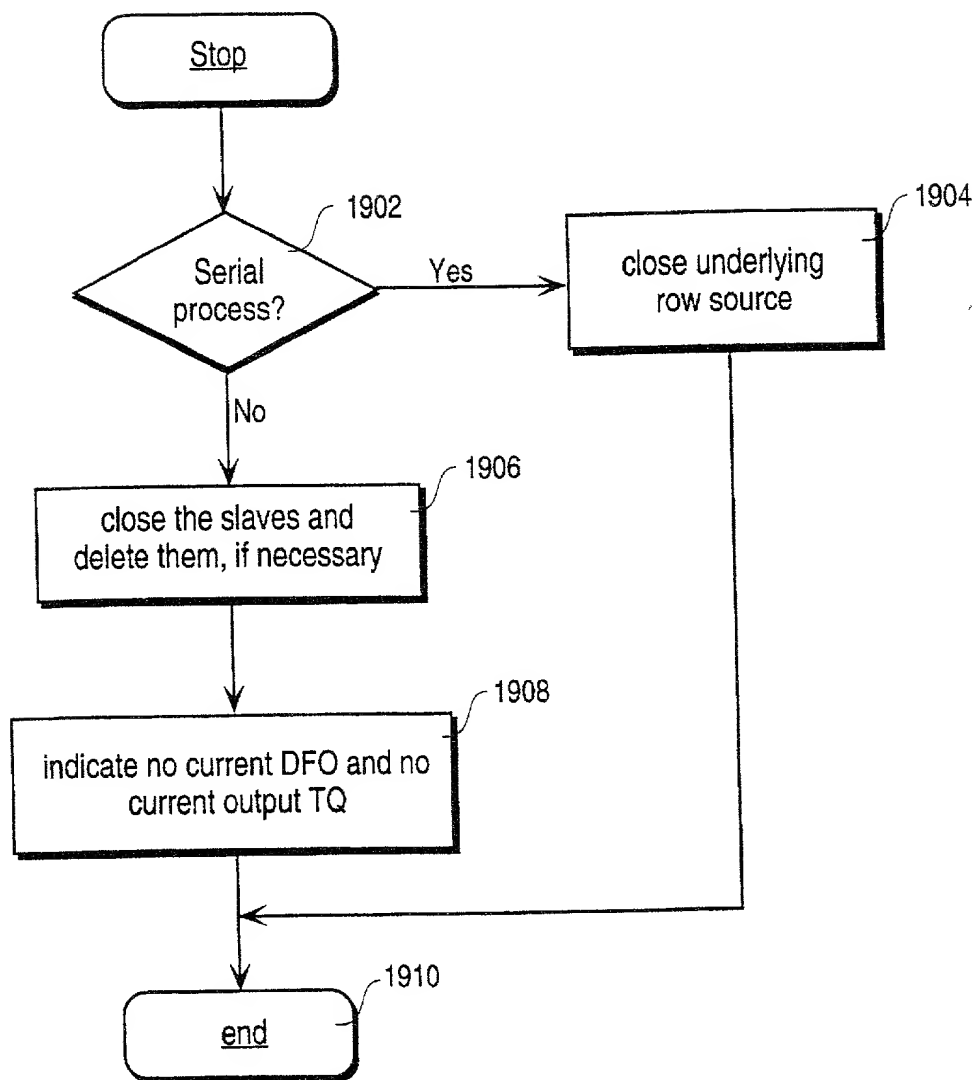 Stop
1902
Serial
process?
Yes
1904
close underlying
row source
No
1906
close the slaves and
delete them, if necessary
1908
indicate no current DFO and no
current output TQ
1910
end